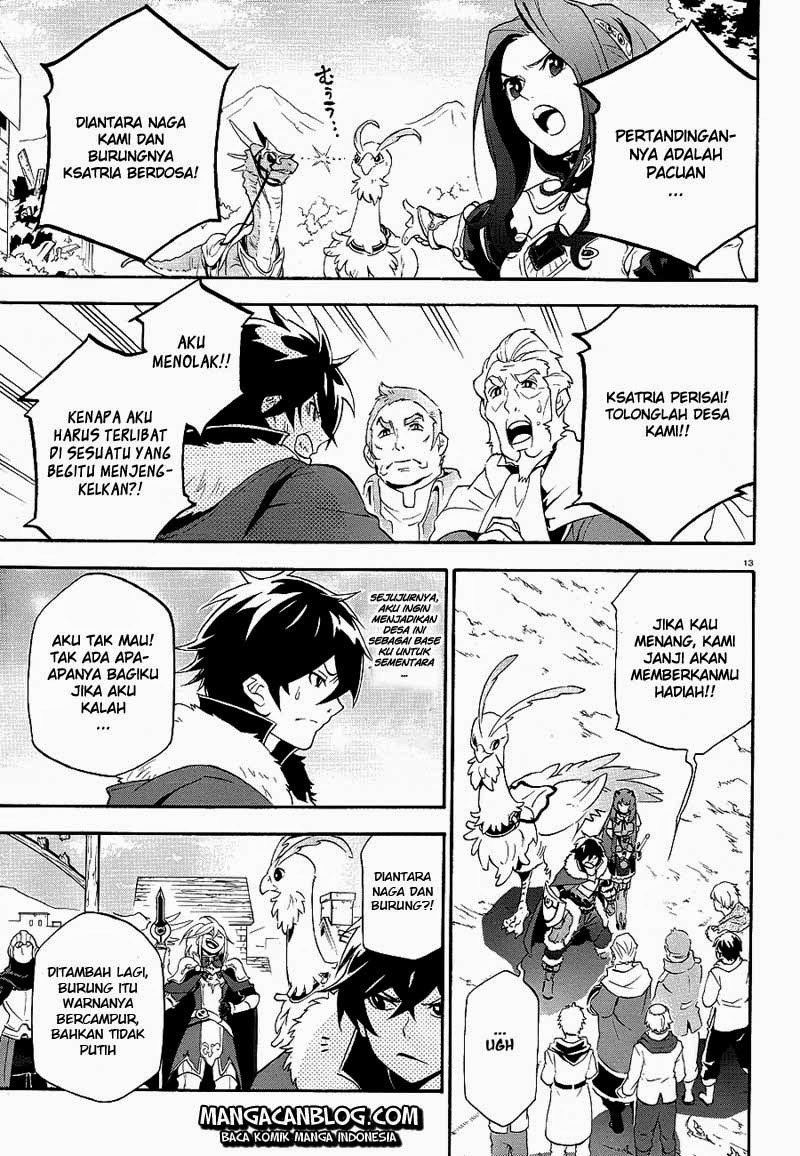 PERTANDINGAN-
NYA ADALAH
PACUAN
...
DIANTARA NAGA
KAMI DAN
BURUNGNYA
KSATRIA BERDOSA!
むぅうう…
KSATRIA PERISAI!
TOLONGLAH DESA
KAMI!!
AKU
MENOLAK!!
KENAPA AKU
HARUS TERLIBAT
DI SESUATU YANG
BEGITU MENJENG-
KELKAN?!
13
JIKA KAU
MENANG, KAMI
JANJI AKAN
MEMBERKANMU
HADIAH!!
...
UGH
SEJUJURNYA,
AKU INGIN
MENJADIKAN
DESA INI
SEBAGAI BASE
KU UNTUK
SEMENTARA
...
AKU TAK MAU!
TAK ADA APA-
APANYA BAGIKU
JIKA AKU
KALAH
...
DIANTARA
NAGA DAN
BURUNG?!
DITAMBAH LAGI,
BURUNG ITU
WARNANYA
BERCAMPUR,
BAHKAN TIDAK
PUTIH
MANGACANBLOG.COM
BACA KOMIK MANGA INDONESIA